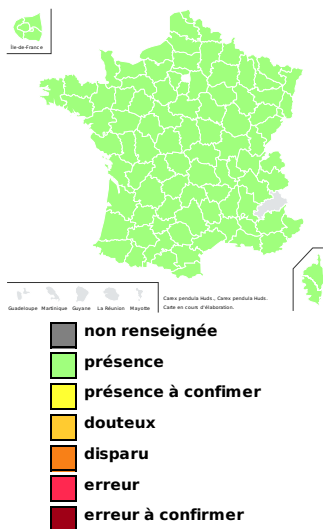 Île-de-France
Guadeloupe Martinique Guyane La Réunion Mayotte
Carex pendula Huds., Carex pendula Huds.
Carte en cours d'élaboration.
non renseignée
présence
présence à confimer
douteux
disparu
erreur
erreur à confirmer